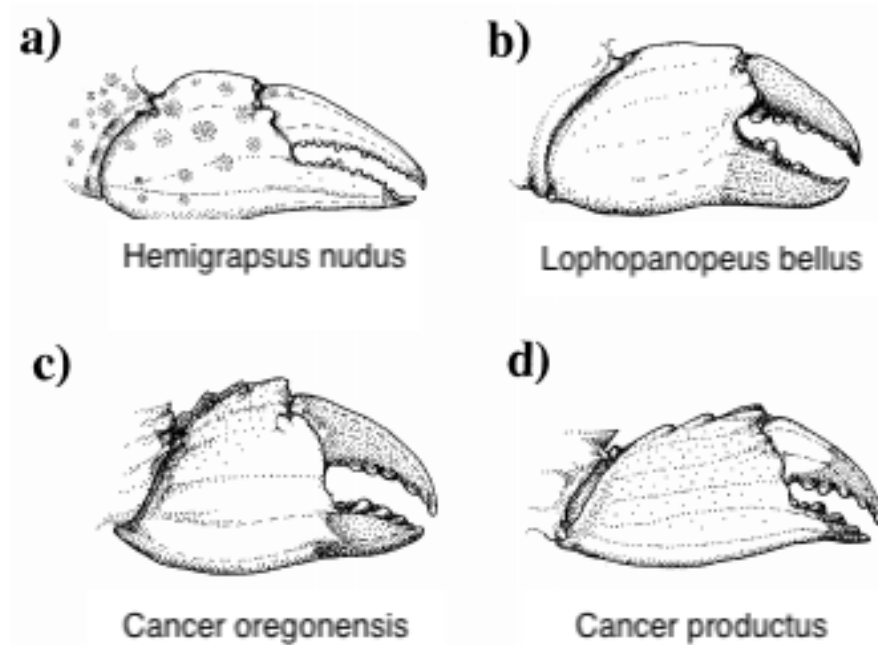 a)
b)
Hemigrapsus nudus
Lophopanopeus bellus
c)
d)
Cancer oregonensis
Cancer productus